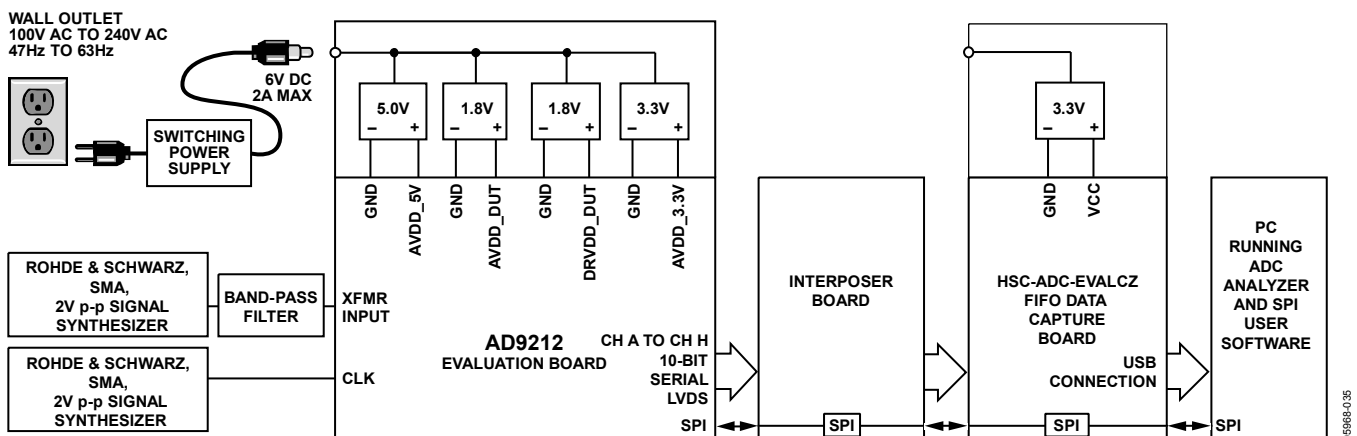 WALL OUTLET
100V AC TO 240V AC
47Hz TO 63Hz
6V DC
2A MAX
SWITCHING
POWER
SUPPLY
5.0V
– +
1.8V
– +
1.8V
– +
3.3V
– +
GND
AVDD_5V
GND
AVDD_DUT
GND
DRVDD_DUT
GND
AVDD_3.3V
3.3V
– +
GND
VCC
ROHDE & SCHWARZ,
SMA,
2V p-p SIGNAL
SYNTHESIZER
BAND-PASS
FILTER
XFMR
INPUT
ROHDE & SCHWARZ,
SMA,
2V p-p SIGNAL
SYNTHESIZER
CLK
AD9212
EVALUATION BOARD
CH A TO CH H
10-BIT
SERIAL
LVDS
SPI
INTERPOSER
BOARD
SPI
HSC-ADC-EVALCZ
FIFO DATA
CAPTURE
BOARD
USB
CONNECTION
SPI
PC
RUNNING
ADC
ANALYZER
AND SPI
USER
SOFTWARE
SPI
5968-035